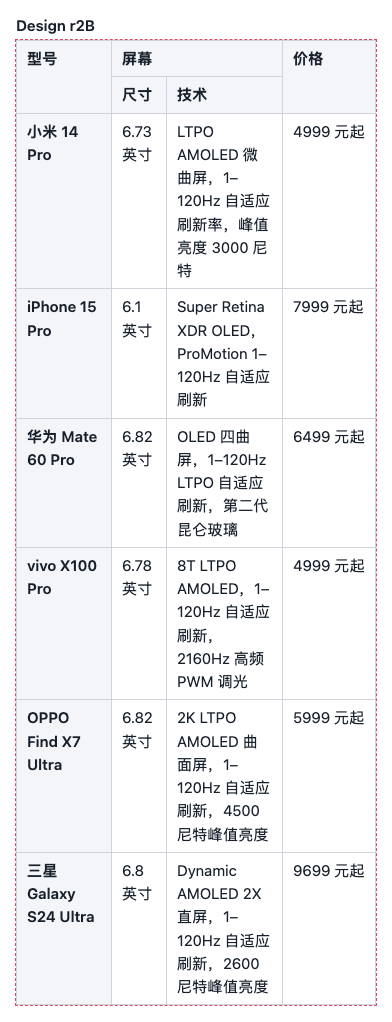 Design r2B
型号
屏幕
价格
尺寸
技术
小米 14
Pro
6.73
英寸
LTPO
AMOLED 微
曲屏，1–
120Hz 自适应
刷新率，峰值
亮度 3000 尼
特
4999 元起
iPhone 15
Pro
6.1
英寸
Super Retina
XDR OLED，
ProMotion 1–
120Hz 自适应
刷新
7999 元起
华为 Mate
60 Pro
6.82
英寸
OLED 四曲
屏，1–120Hz
LTPO 自适应
刷新，第二代
昆仑玻璃
6499 元起
vivo X100
Pro
6.78
英寸
8T LTPO
AMOLED，1–
120Hz 自适应
刷新，
2160Hz 高频
PWM 调光
4999 元起
OPPO
Find X7
Ultra
6.82
英寸
2K LTPO
AMOLED 曲
面屏，1–
120Hz 自适应
刷新，4500
尼特峰值亮度
5999 元起
三星
Galaxy
S24 Ultra
6.8
英寸
Dynamic
AMOLED 2X
直屏，1–
120Hz 自适应
刷新，2600
尼特峰值亮度
9699 元起